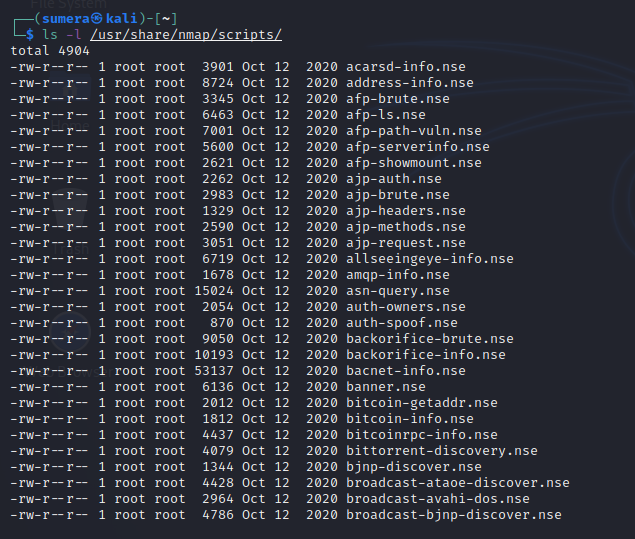 File System
┌──(sumera㉿kali)-[~]
└─$ ls -l /usr/share/nmap/scripts/
total 4904
-rw-r--r-- 1 root root  3901 Oct 12  2020 acarsd-info.nse
-rw-r--r-- 1 root root  8724 Oct 12  2020 address-info.nse
-rw-r--r-- 1 root root  3345 Oct 12  2020 afp-brute.nse
-rw-r--r-- 1 root root  6463 Oct 12  2020 afp-ls.nse
-rw-r--r-- 1 root root  7001 Oct 12  2020 afp-path-vuln.nse
-rw-r--r-- 1 root root  5600 Oct 12  2020 afp-serverinfo.nse
-rw-r--r-- 1 root root  2621 Oct 12  2020 afp-showmount.nse
-rw-r--r-- 1 root root  2262 Oct 12  2020 ajp-auth.nse
-rw-r--r-- 1 root root  2983 Oct 12  2020 ajp-brute.nse
-rw-r--r-- 1 root root  1329 Oct 12  2020 ajp-headers.nse
-rw-r--r-- 1 root root  2590 Oct 12  2020 ajp-methods.nse
-rw-r--r-- 1 root root  3051 Oct 12  2020 ajp-request.nse
-rw-r--r-- 1 root root  6719 Oct 12  2020 allseeingeye-info.nse
-rw-r--r-- 1 root root  1678 Oct 12  2020 amqp-info.nse
-rw-r--r-- 1 root root 15024 Oct 12  2020 asn-query.nse
-rw-r--r-- 1 root root  2054 Oct 12  2020 auth-owners.nse
-rw-r--r-- 1 root root   870 Oct 12  2020 auth-spoof.nse
-rw-r--r-- 1 root root  9050 Oct 12  2020 backorifice-brute.nse
-rw-r--r-- 1 root root 10193 Oct 12  2020 backorifice-info.nse
-rw-r--r-- 1 root root 53137 Oct 12  2020 bacnet-info.nse
-rw-r--r-- 1 root root  6136 Oct 12  2020 banner.nse
-rw-r--r-- 1 root root  2012 Oct 12  2020 bitcoin-getaddr.nse
-rw-r--r-- 1 root root  1812 Oct 12  2020 bitcoin-info.nse
-rw-r--r-- 1 root root  4437 Oct 12  2020 bitcoinrpc-info.nse
-rw-r--r-- 1 root root  4079 Oct 12  2020 bittorrent-discovery.nse
-rw-r--r-- 1 root root  1344 Oct 12  2020 bjnp-discover.nse
-rw-r--r-- 1 root root  4428 Oct 12  2020 broadcast-ataoe-discover.nse
-rw-r--r-- 1 root root  2964 Oct 12  2020 broadcast-avahi-dos.nse
-rw-r--r-- 1 root root  4786 Oct 12  2020 broadcast-bjnp-discover.nse